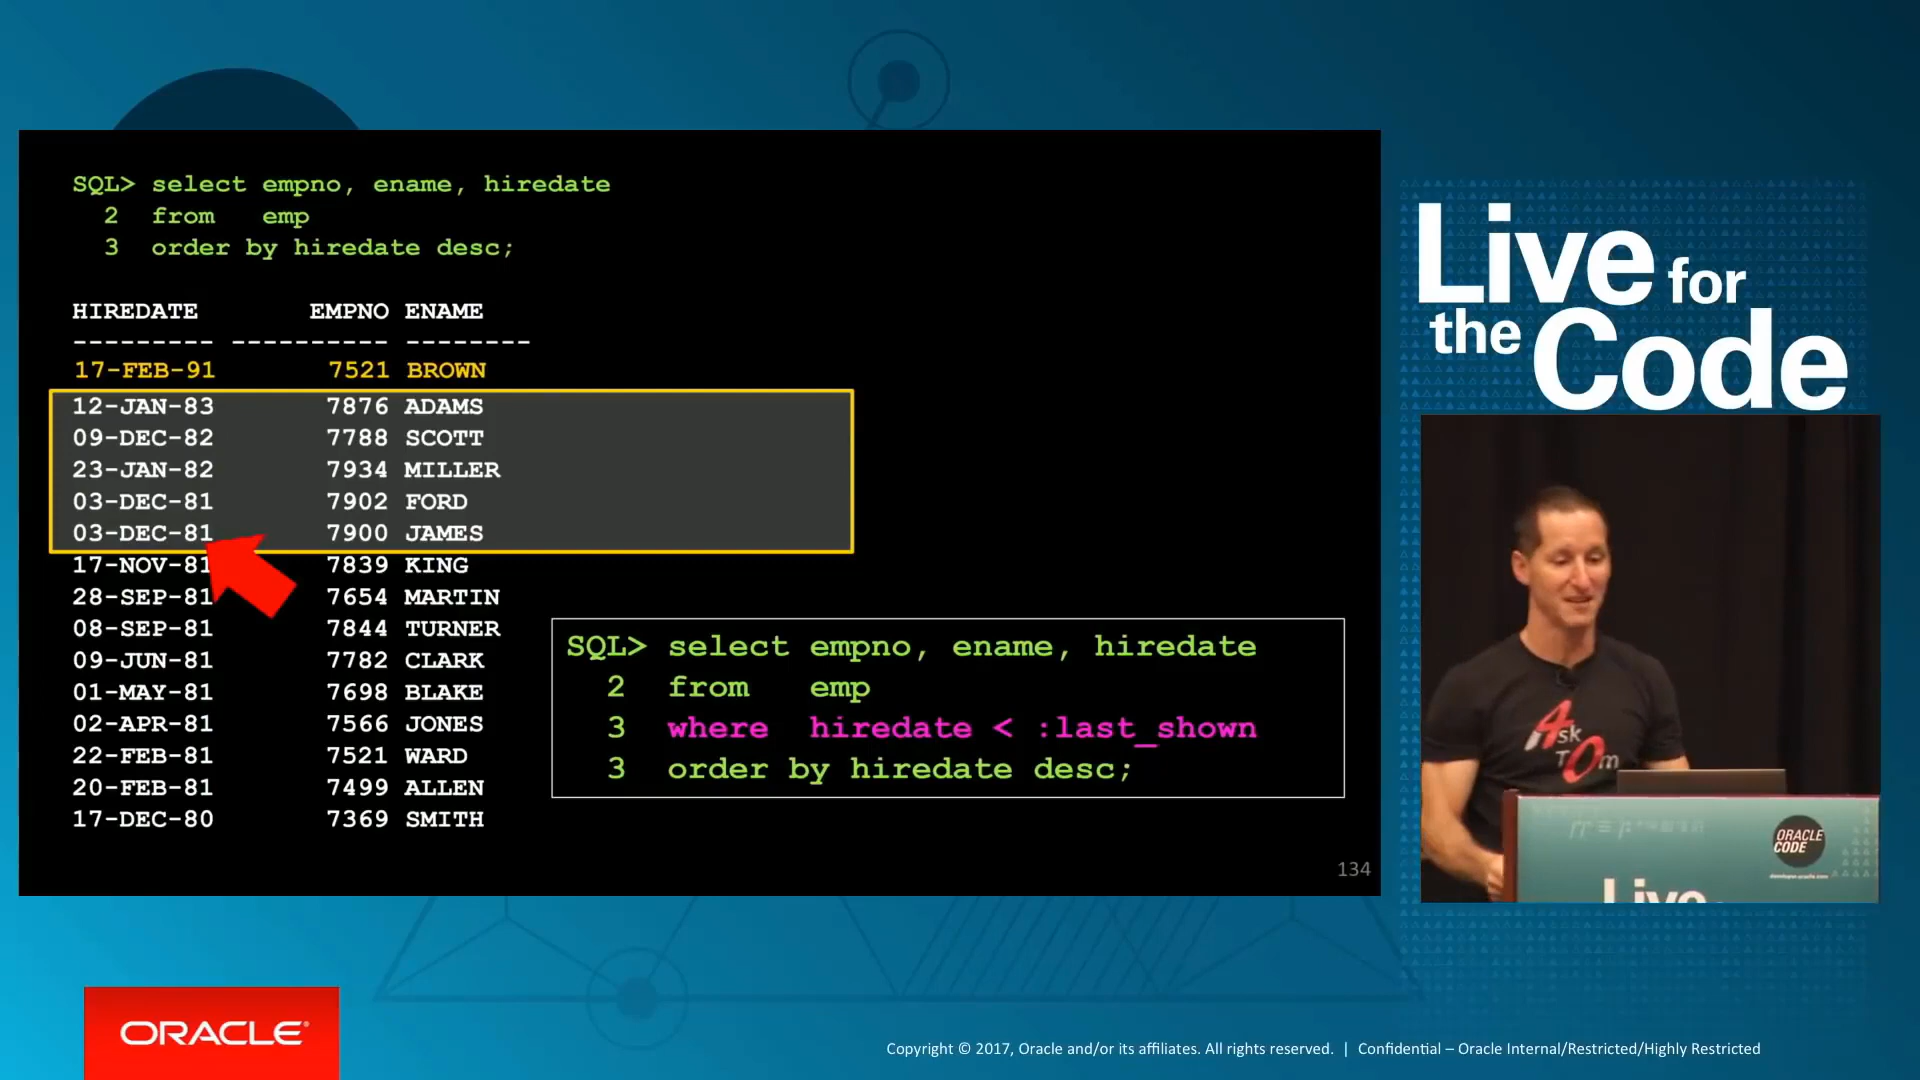 SQL> select empno, ename, hiredate
2 from emp
3 order by hiredate desc;
HIREDATE EMPNO ENAME
--------- ---------- --------
17-FEB-91 7521 BROWN
12-JAN-83 7876 ADAMS
09-DEC-82 7788 SCOTT
23-JAN-82 7934 MILLER
03-DEC-81 7902 FORD
03-DEC-81 7900 JAMES
17-NOV-81 7839 KING
28-SEP-81 7654 MARTIN
08-SEP-81 7844 TURNER
09-JUN-81 7782 CLARK
01-MAY-81 7698 BLAKE
02-APR-81 7566 JONES
22-FEB-81 7521 WARD
20-FEB-81 7499 ALLEN
17-DEC-80 7369 SMITH
SQL> select empno, ename, hiredate
2 from emp
3 where hiredate < :last_shown
3 order by hiredate desc;
134
Live for
the Code
Ask
TOm
ORACLE
CODE
Live
ORACLE®
Copyright © 2017, Oracle and/or its affiliates. All rights reserved. | Confidential – Oracle Internal/Restricted/Highly Restricted